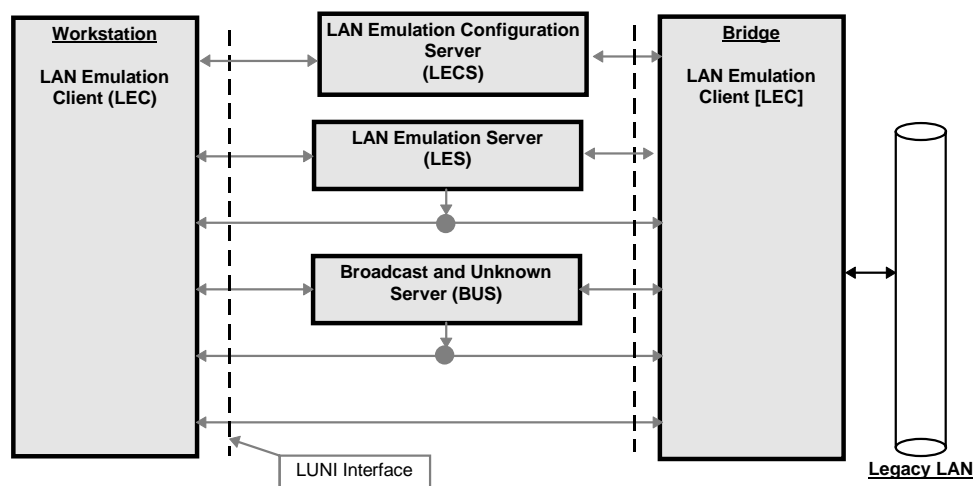 Workstation
LAN Emulation
Client (LEC)
LAN Emulation Configuration
Server
(LECS)
Bridge
LAN Emulation
Client [LEC]
LAN Emulation Server
(LES)
Broadcast and Unknown
Server (BUS)
LUNI Interface
Legacy LAN